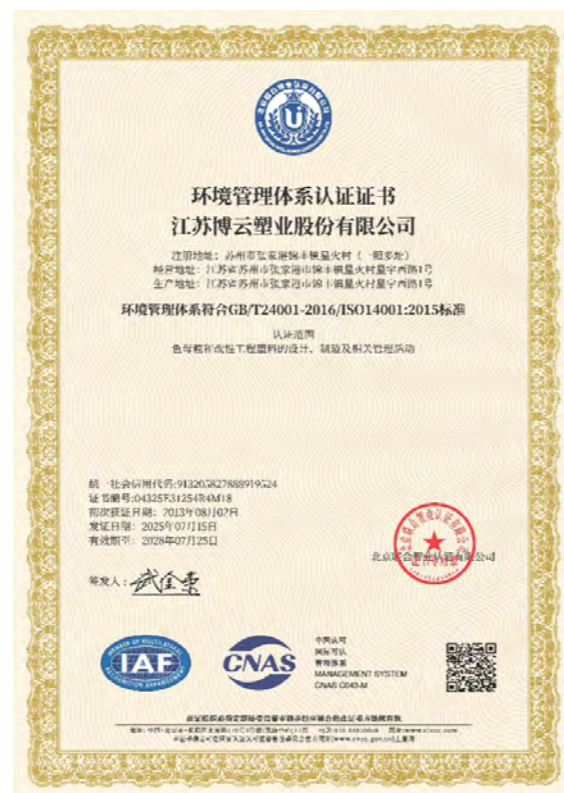 环境管理体系认证证书
江苏博云塑业股份有限公司
注册地址：苏州市张家港锦丰镇星火村（一照多址）
经营地址：江苏省苏州市张家港市锦丰镇星火村星宇西路1号
生产地址：江苏省苏州市张家港市锦丰镇星火村星宇西路1号
环境管理体系符合GB/T24001-2016/ISO14001:2015标准
认证范围
色母粒和改性工程塑料的设计、制造及相关管理活动
统一社会信用代码:913205827888919524
证书编号:04325E31254R4M18
初次获证日期：2013年08月02日
发证日期：2025年07月15日
有效期至：2028年07月25日
北京联合智业认证有限公司
签发人：
MEMBER OF MULTILATERAL
IAF
RECOGNITION ARRANGEMENT
CNAS
中国认可
国际互认
管理体系
MANAGEMENT SYSTEM
CNAS C043-M